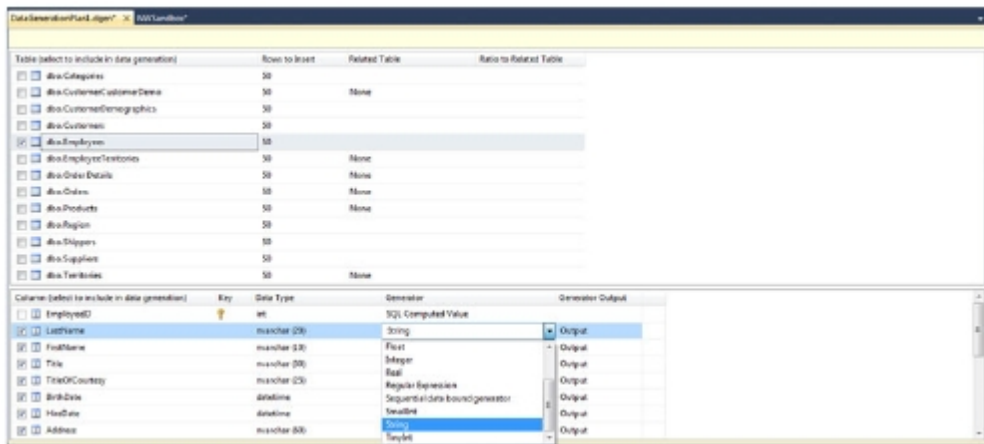 DataGenerationPlan1.dgen* X NWSandbox*
Table (select to include in data generation) Rows to Insert Related Table Ratio to Related Table
dbo.Categories 50
dbo.CustomerCustomerDemo 50 None
dbo.CustomerDemographics 50
dbo.Customers 50
dbo.Employees 50
dbo.EmployeeTerritories 50 None
dbo.Order Details 50 None
dbo.Orders 50 None
dbo.Products 50 None
dbo.Region 50
dbo.Shippers 50
dbo.Suppliers 50
dbo.Territories 50 None
Column (select to include in data generation) Key Data Type Generator Generator Output
EmployeeID int SQL Computed Value
LastName nvarchar (20) String Output
FirstName nvarchar (10) Float Output
Title nvarchar (30) Integer Output
Real
TitleOfCourtesy nvarchar (25) Regular Expression Output
BirthDate datetime Sequential data bound generator Output
HireDate datetime SmallInt Output
String
Address nvarchar (60) TinyInt Output